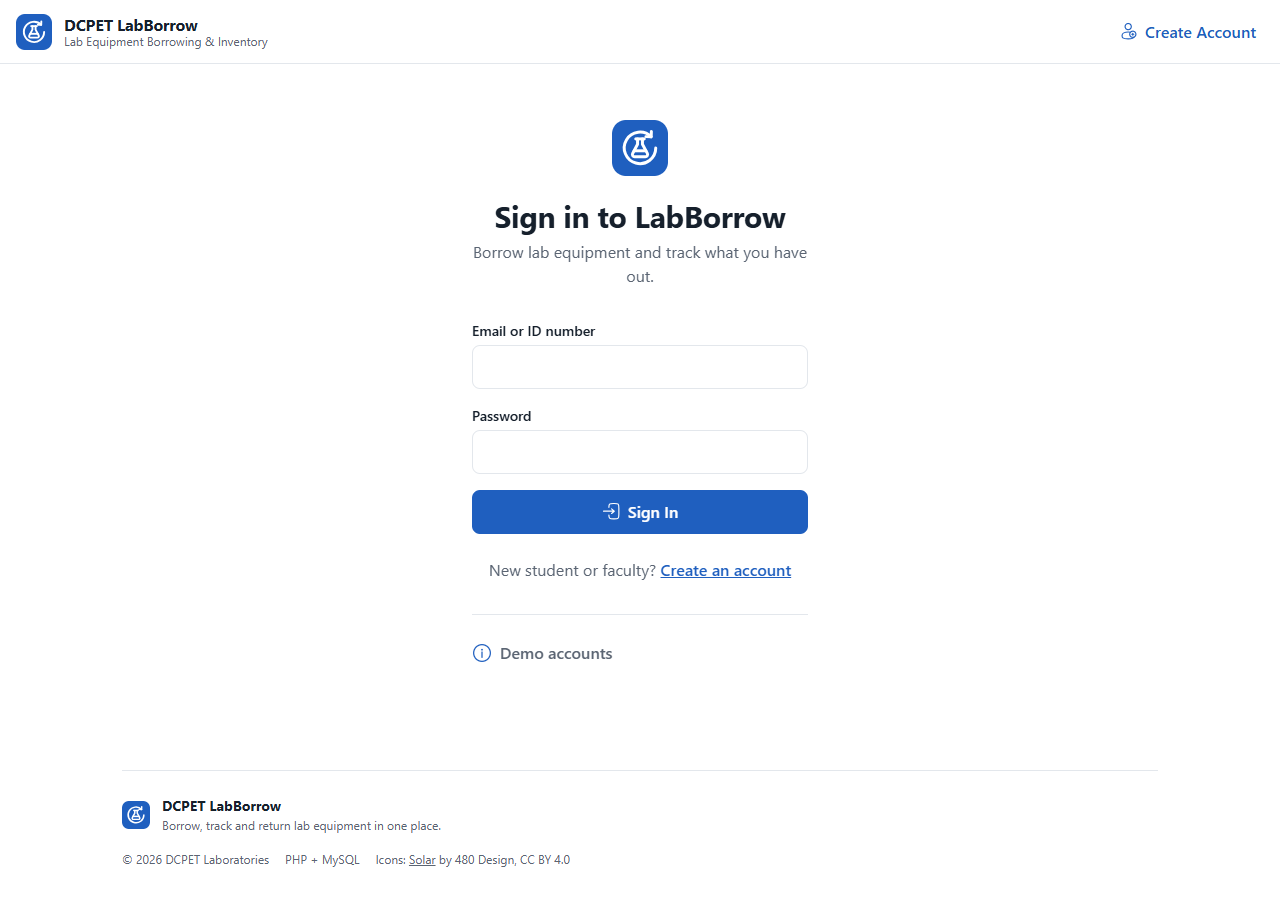 DCPET LabBorrow
Lab Equipment Borrowing & Inventory
Create Account
Sign in to LabBorrow
Borrow lab equipment and track what you have
out.
Email or ID number
Password
Sign In
New student or faculty? Create an account
Demo accounts
DCPET LabBorrow
Borrow, track and return lab equipment in one place.
© 2026 DCPET Laboratories PHP + MySQL Icons: Solar by 480 Design, CC BY 4.0